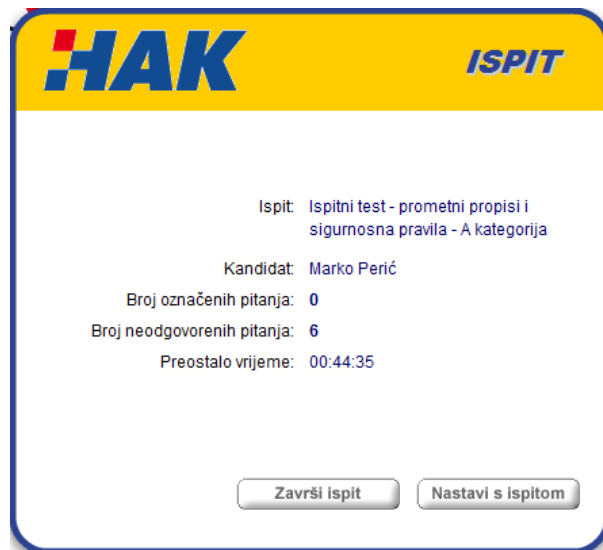 HAK
ISPIT
Ispit: Ispitni test - prometni propisi i
sigurnosna pravila - A kategorija
Kandidat: Marko Perić
Broj označenih pitanja: 0
Broj neodgovorenih pitanja: 6
Preostalo vrijeme: 00:44:35
Završi ispit
Nastavi s ispitom